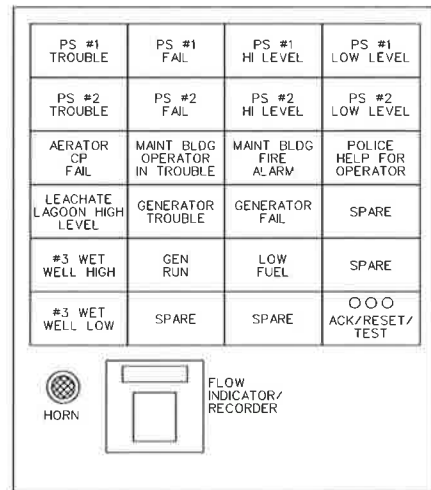 PS #1
TROUBLE
PS #1
FAIL
PS #1
HI LEVEL
PS #1
LOW LEVEL
PS #2
TROUBLE
PS #2
FAIL
PS #2
HI LEVEL
PS #2
LOW LEVEL
AERATOR
CP
FAIL
MAINT BLDG
OPERATOR
IN TROUBLE
MAINT BLDG
FIRE
ALARM
POLICE
HELP FOR
OPERATOR
LEACHATE
LAGOON HIGH
LEVEL
GENERATOR
TROUBLE
GENERATOR
FAIL
SPARE
#3 WET
WELL HIGH
GEN
RUN
LOW
FUEL
SPARE
#3 WET
WELL LOW
SPARE
SPARE
ACK/RESET/
TEST
HORN
FLOW
INDICATOR/
RECORDER